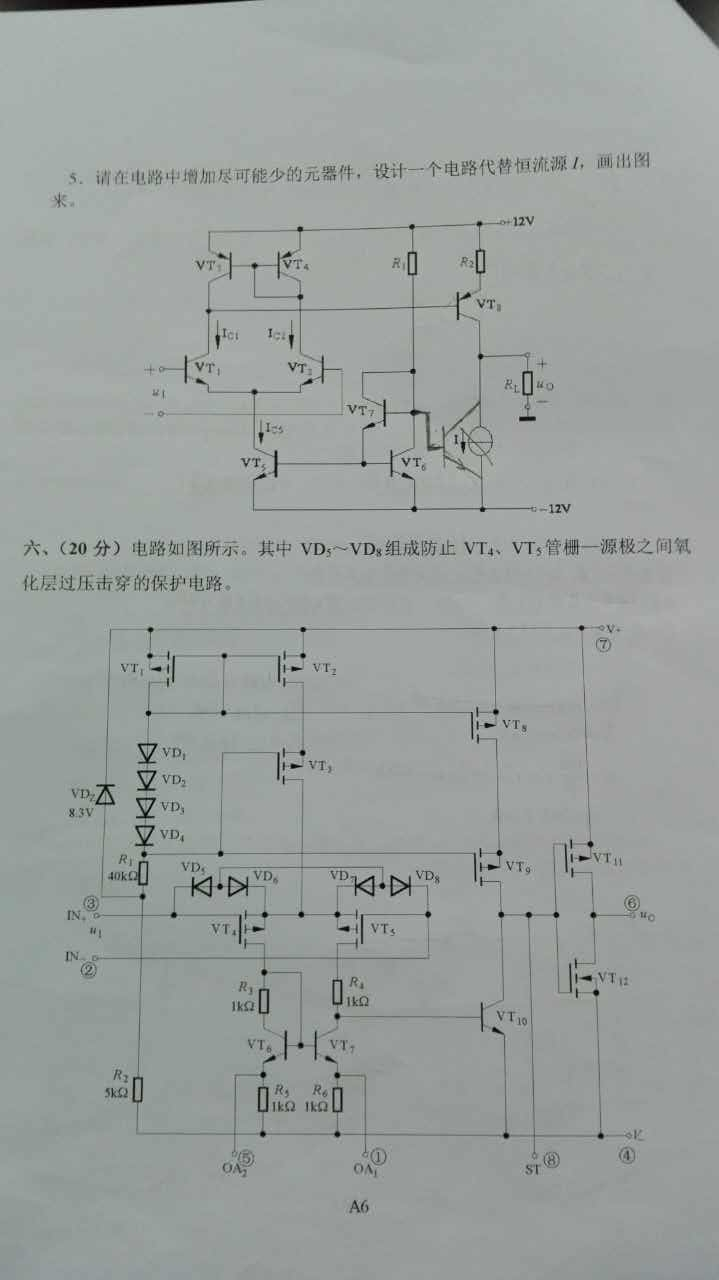 5．请在电路中增加尽可能少的元器件，设计一个电路代替恒流源 I，画出图
来。
+12V
VT3
VT4
R1
R2
VT8
IC1
IC2
+
VT1
VT2
uI
−
RL
+
uO
−
VT7
IC5
I
VT5
VT6
−12V
六、（20 分）电路如图所示。其中 VD5～VD8 组成防止 VT4、VT5 管栅—源极之间氧
化层过压击穿的保护电路。
V+
⑦
VT1
VT2
VT8
VD1
VT3
VD2
VDZ
8.3V
VD3
VD4
R1
40kΩ
VD5
VD6
VD7
VD8
VT9
VT11
③
IN+
uI
VT4
VT5
⑥
uO
IN−
②
R3
1kΩ
R4
1kΩ
VT12
VT10
VT6
VT7
R2
5kΩ
R5
1kΩ
R6
1kΩ
V−
④
⑤
OA2
①
OA1
ST
⑧
A6